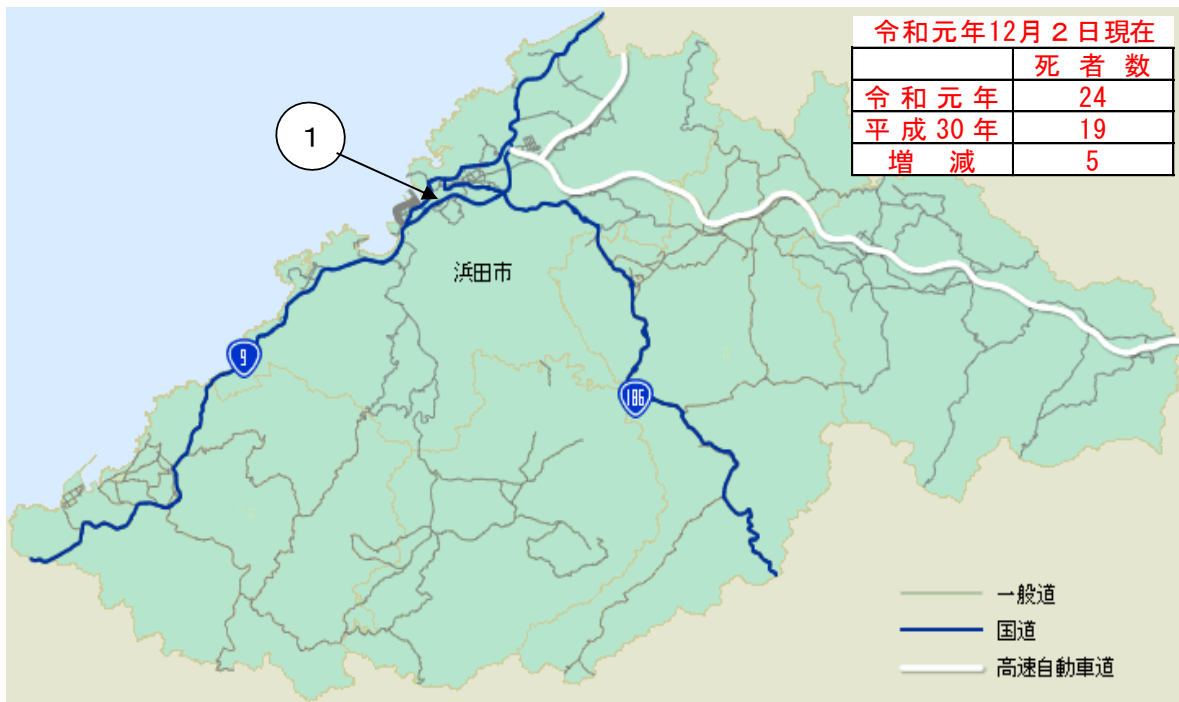 令和元年12月２日現在
死者数
令和元年 24
平成30年 19
増減 5
1
浜田市
9
186
一般道
国道
高速自動車道